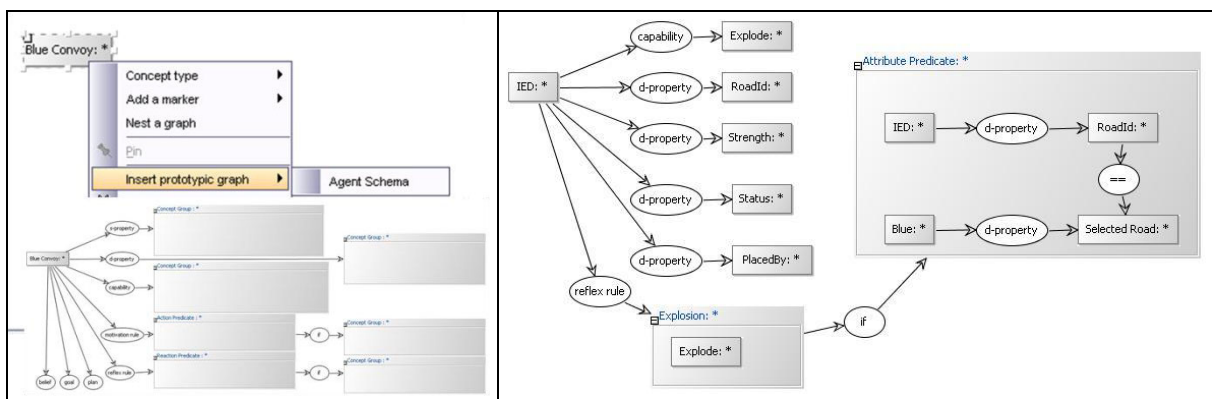 Blue Convoy: *
Concept type
Add a marker
Nest a graph
Pin
Insert prototypic graph
Agent Schema
Concept Group : *
s-property
Concept Group : *
Blue Convoy: *
d-property
Concept Group : *
capability
Action Predicate : *
Concept Group : *
motivation rule
if
Reaction Predicate : *
Concept Group : *
reflex rule
if
belief
goal
plan
capability
Explode: *
IED: *
d-property
RoadId: *
d-property
Strength: *
d-property
Status: *
d-property
PlacedBy: *
reflex rule
Explosion: *
Explode: *
if
Attribute Predicate: *
IED: *
d-property
RoadId: *
==
Blue: *
d-property
Selected Road: *